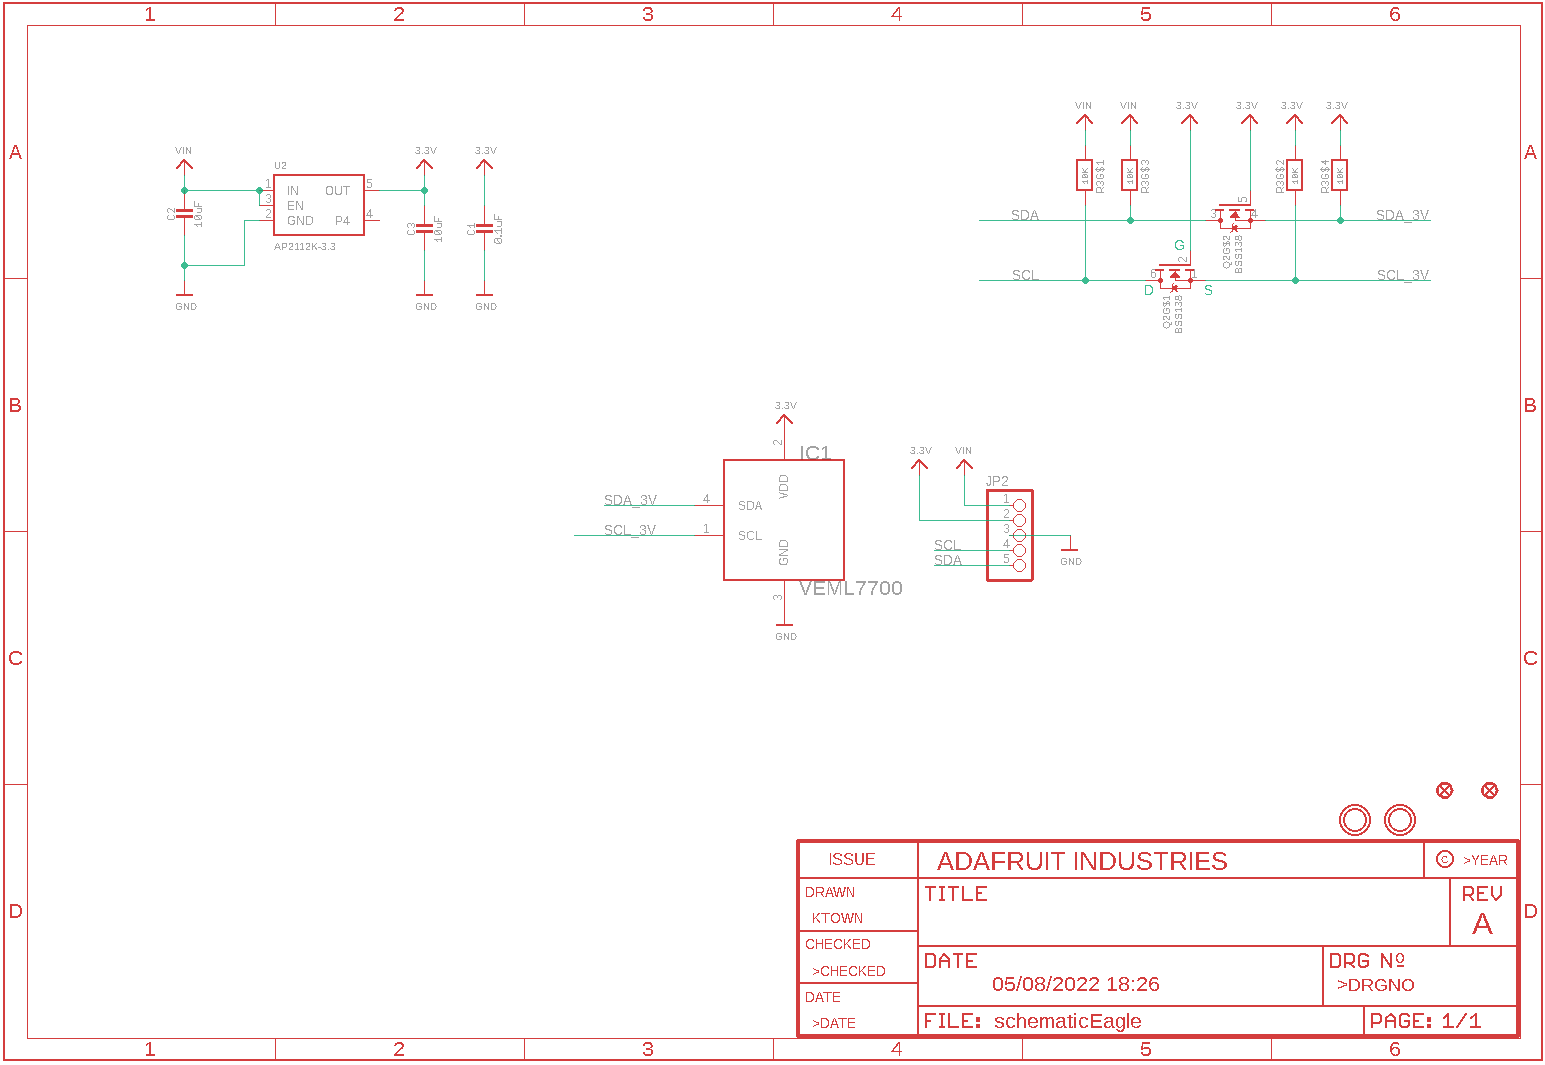 1 2 3 4 5 6
A A
B B
C C
D D
VIN
U2
1 IN OUT 5
3 EN
2 GND P4 4
AP2112K-3.3
C2
10uF
GND
3.3V
C3
10uF
GND
3.3V
C1
0.1uF
GND
VIN VIN 3.3V 3.3V 3.3V 3.3V
10K R3G$1
10K R3G$3
10K R3G$2
10K R3G$4
SDA 3 5 4 SDA_3V
Q2G$2
BSS138
G
2
SCL 6 1 SCL_3V
D S
Q2G$1
BSS138
3.3V
2
IC1
VDD
SDA_3V 4 SDA
SCL_3V 1 SCL
GND
VEML7700
3
GND
3.3V VIN
JP2
1
2
3
SCL 4
SDA 5
GND
ISSUE ADAFRUIT INDUSTRIES © >YEAR
DRAWN
KTOWN
TITLE
REV
A
CHECKED
>CHECKED
DATE
05/08/2022 18:26
DRG Nº
>DRGNO
DATE
>DATE
FILE: schematicEagle
PAGE: 1/1
1 2 3 4 5 6